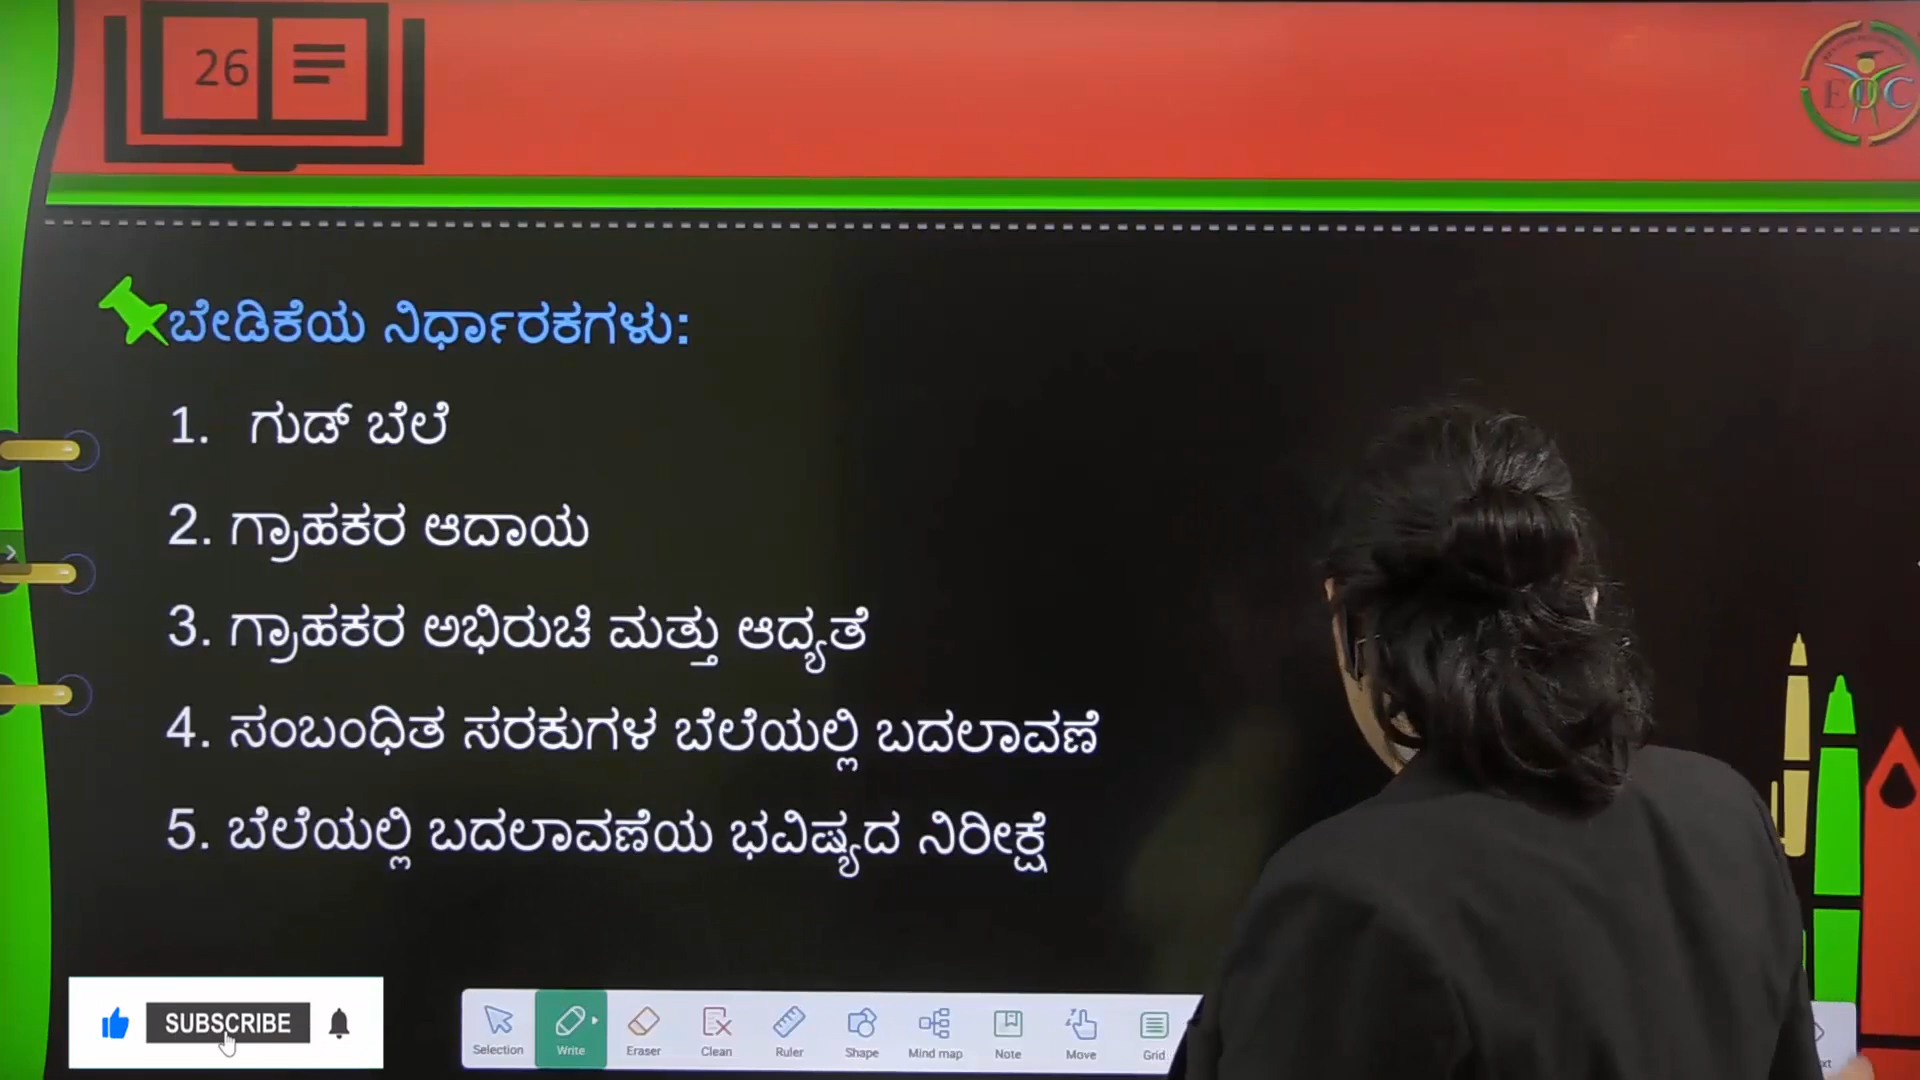 26
EOC
ಬೇಡಿಕೆಯ ನಿರ್ಧಾರಕಗಳು:
1. ಗುಡ್ ಬೆಲೆ
2. ಗ್ರಾಹಕರ ಆದಾಯ
3. ಗ್ರಾಹಕರ ಅಭಿರುಚಿ ಮತ್ತು ಆದ್ಯತೆ
4. ಸಂಬಂಧಿತ ಸರಕುಗಳ ಬೆಲೆಯಲ್ಲಿ ಬದಲಾವಣೆ
5. ಬೆಲೆಯಲ್ಲಿ ಬದಲಾವಣೆಯ ಭವಿಷ್ಯದ ನಿರೀಕ್ಷೆ
SUBSCRIBE
Selection Write Eraser Clean Ruler Shape Mind map Note Move Grid